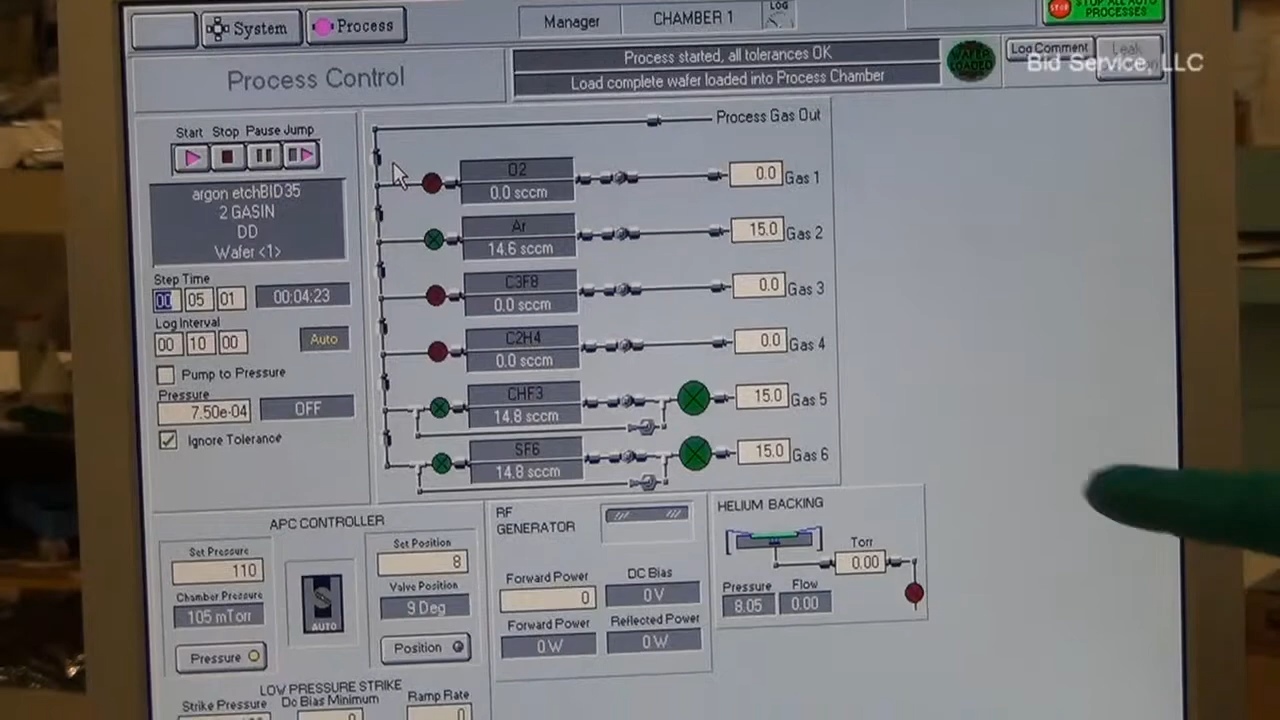 System
Process
Manager
CHAMBER 1
LOG
STOP ALL AUTO
PROCESSES
STOP
Process Control
Process started, all tolerances OK
Load complete wafer loaded into Process Chamber
WAFER
LOADED
Log Comment
Leak
Bid Service, LLC
Start Stop Pause Jump
argon etchBID35
2 GASIN
DD
Wafer <1>
Step Time
00 05 01 00:04:23
Log Interval
00 10 00 Auto
Pump to Pressure
Pressure
7.50e-04 OFF
Ignore Tolerance
Process Gas Out
O2
0.0 sccm
0.0 Gas 1
Ar
14.6 sccm
15.0 Gas 2
C3F8
0.0 sccm
0.0 Gas 3
C2H4
0.0 sccm
0.0 Gas 4
CHF3
14.8 sccm
15.0 Gas 5
SF6
14.8 sccm
15.0 Gas 6
APC CONTROLLER
Set Pressure
110
Chamber Pressure
105 mTorr
Pressure
S
AUTO
Set Position
8
Valve Position
9 Deg
Position
RF
GENERATOR
Forward Power
0
DC Bias
0 V
Forward Power
0 W
Reflected Power
0 W
HELIUM BACKING
Torr
0.00
Pressure
8.05
Flow
0.00
LOW PRESSURE STRIKE
Strike Pressure
Dc Bias Minimum
Ramp Rate